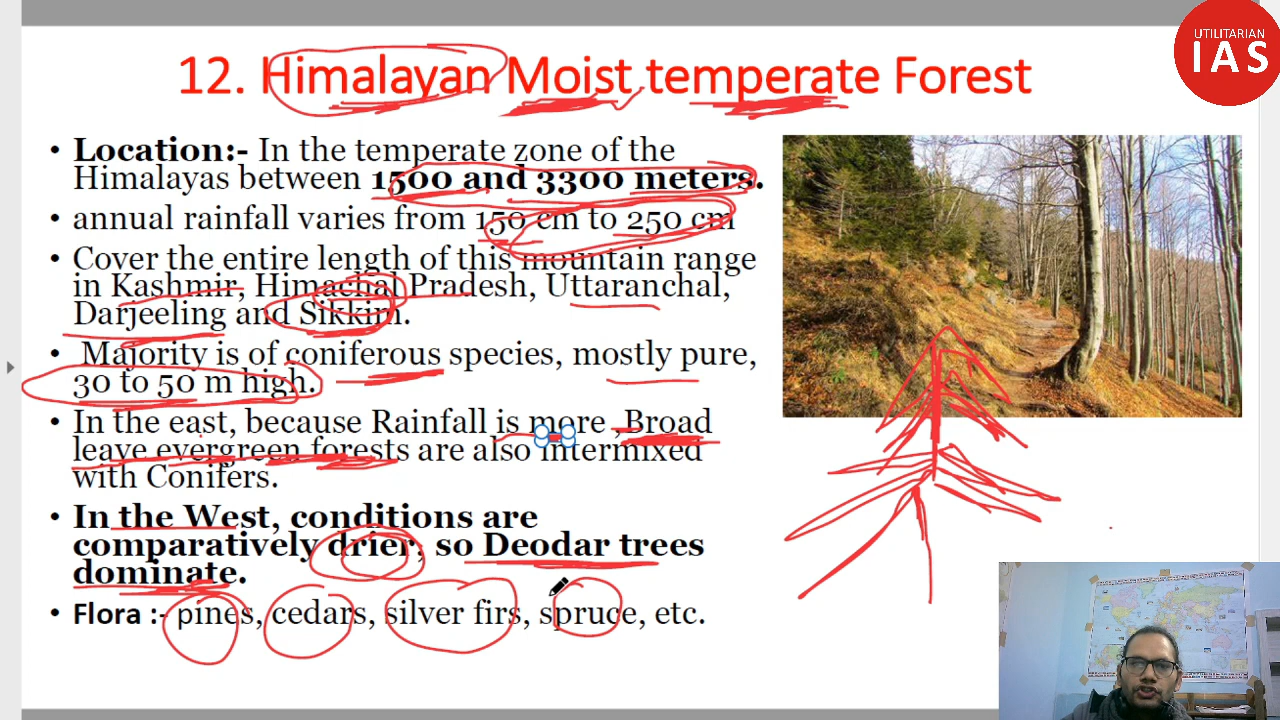 UTILITARIAN
IAS
12. Himalayan Moist temperate Forest
• Location:- In the temperate zone of the
Himalayas between 1500 and 3300 meters.
• annual rainfall varies from 150 cm to 250 cm
• Cover the entire length of this mountain range
in Kashmir, Himachal Pradesh, Uttaranchal,
Darjeeling and Sikkim.
• Majority is of coniferous species, mostly pure,
30 to 50 m high.
• In the east, because Rainfall is more ,Broad
leave evergreen forests are also intermixed
with Conifers.
• In the West, conditions are
comparatively drier, so Deodar trees
dominate.
• Flora :- pines, cedars, silver firs, spruce, etc.